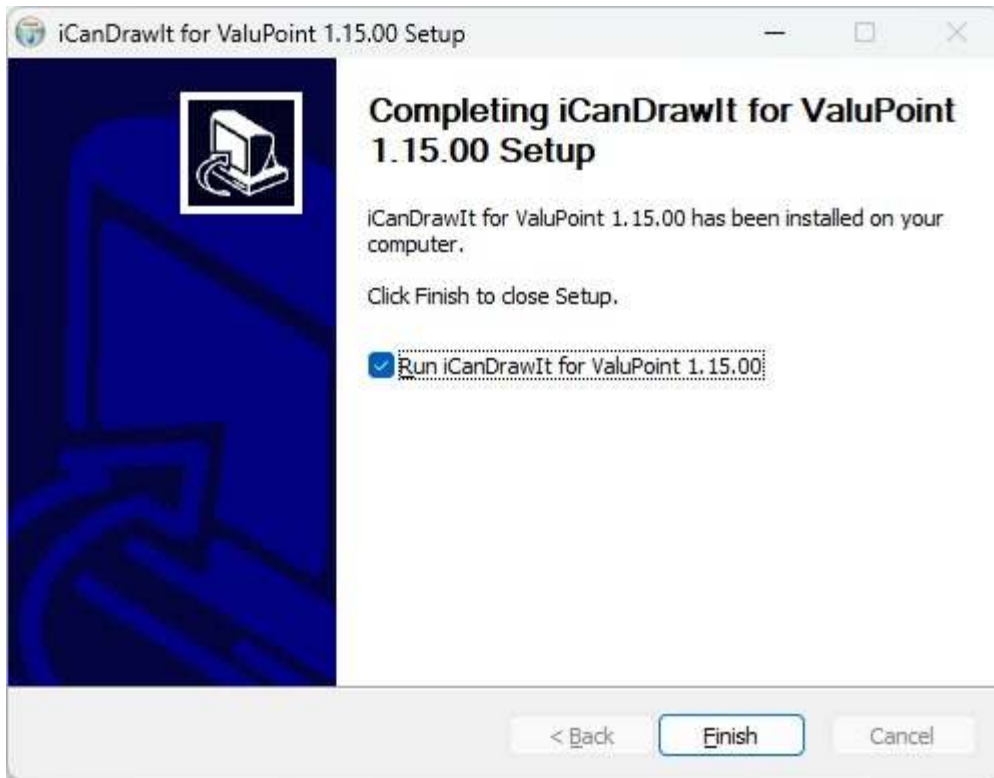 iCanDrawIt for ValuPoint 1.15.00 Setup
Completing iCanDrawIt for ValuPoint
1.15.00 Setup
iCanDrawIt for ValuPoint 1.15.00 has been installed on your
computer.
Click Finish to close Setup.
Run iCanDrawIt for ValuPoint 1.15.00
< Back
Finish
Cancel